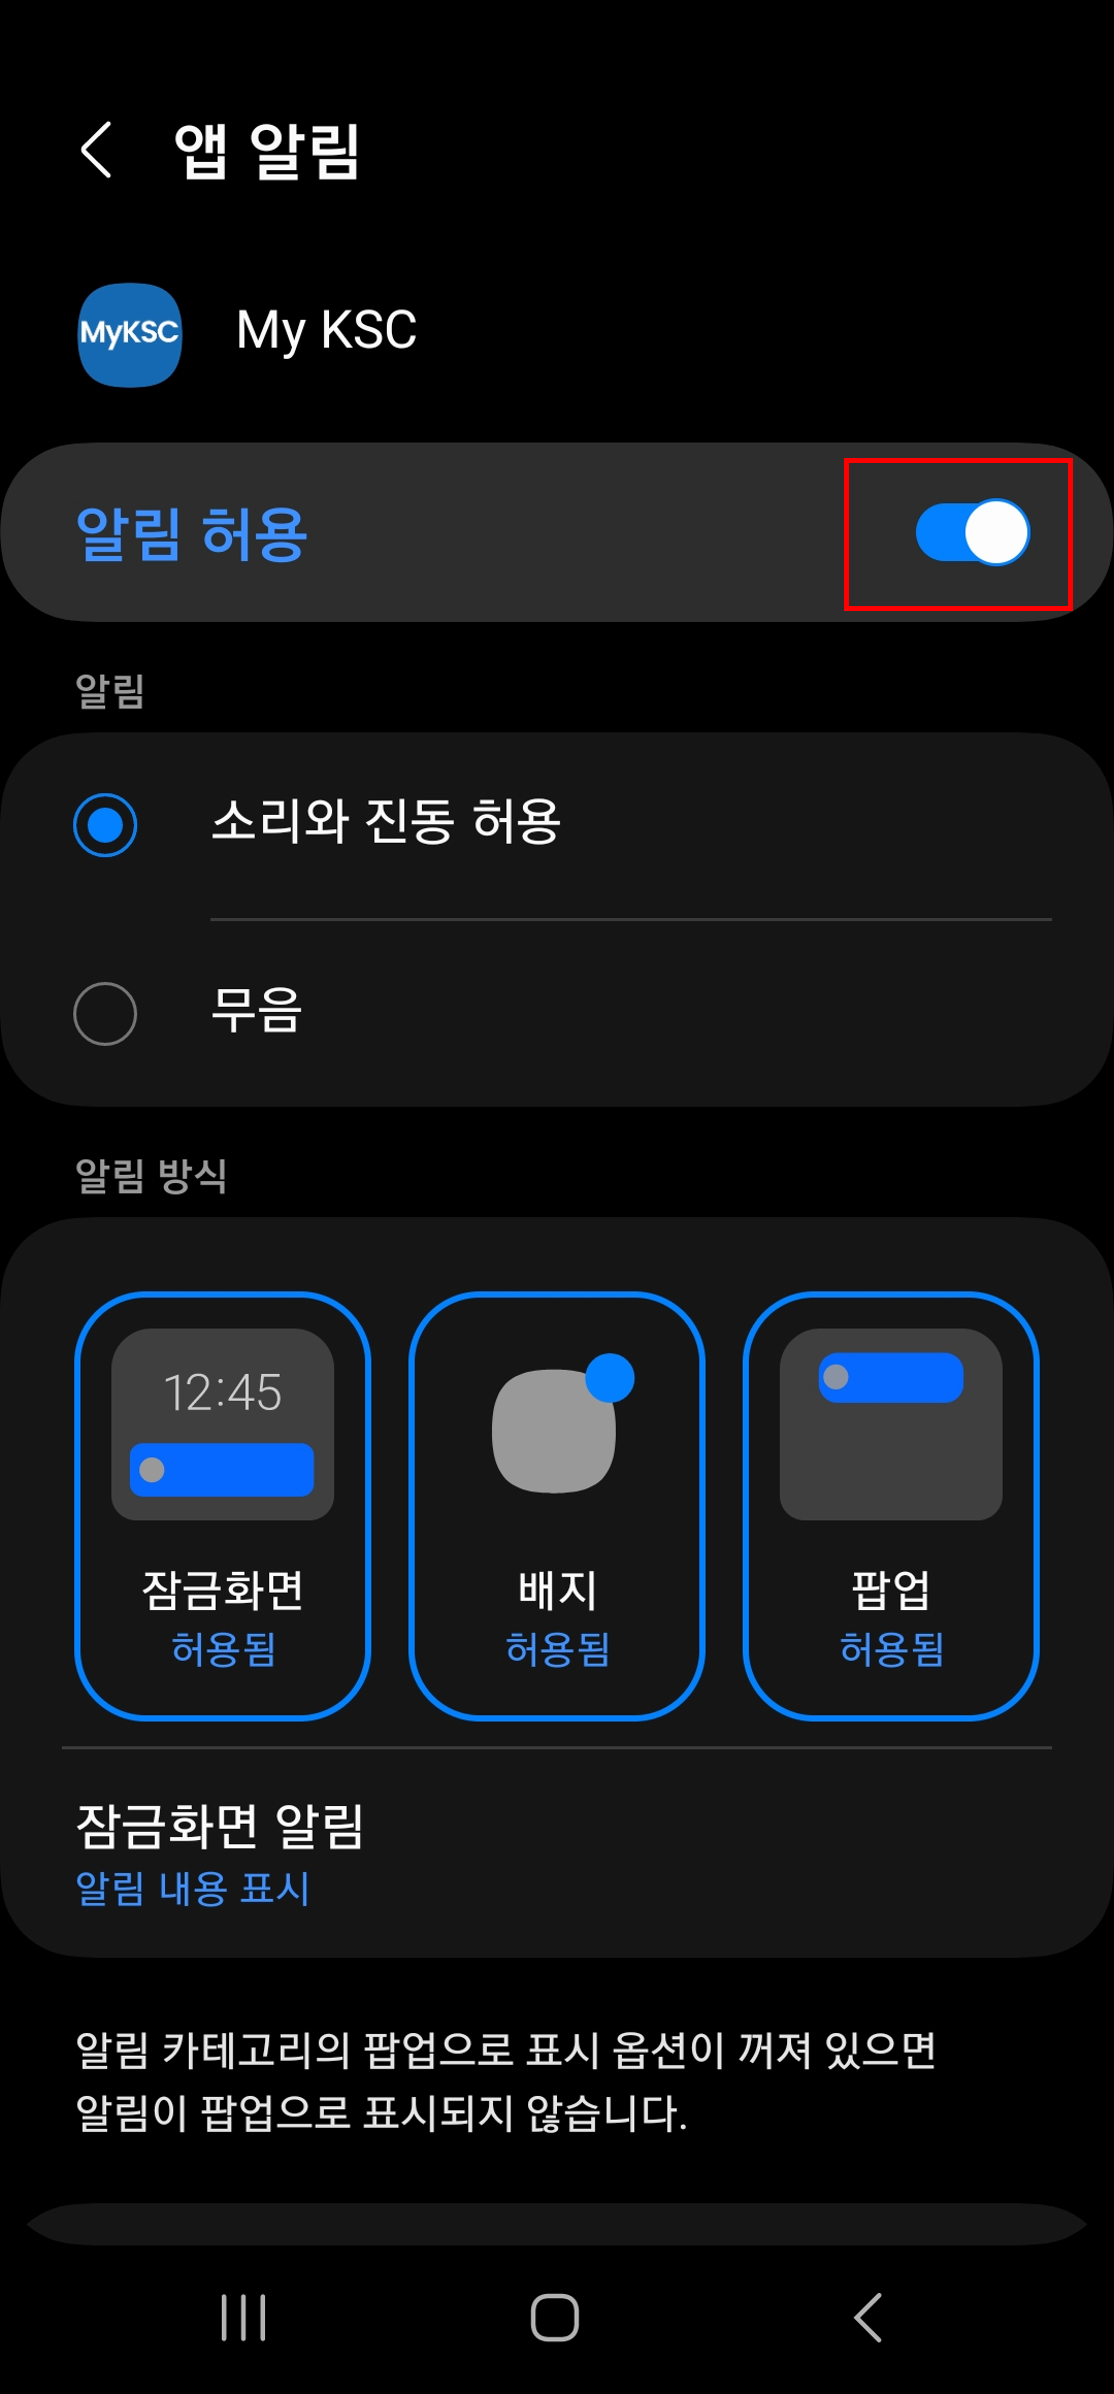 앱 알림
MyKSC
My KSC
알림 허용
알림
소리와 진동 허용
무음
알림 방식
12:45
잠금화면
허용됨
배지
허용됨
팝업
허용됨
잠금화면 알림
알림 내용 표시
알림 카테고리의 팝업으로 표시 옵션이 꺼져 있으면
알림이 팝업으로 표시되지 않습니다.